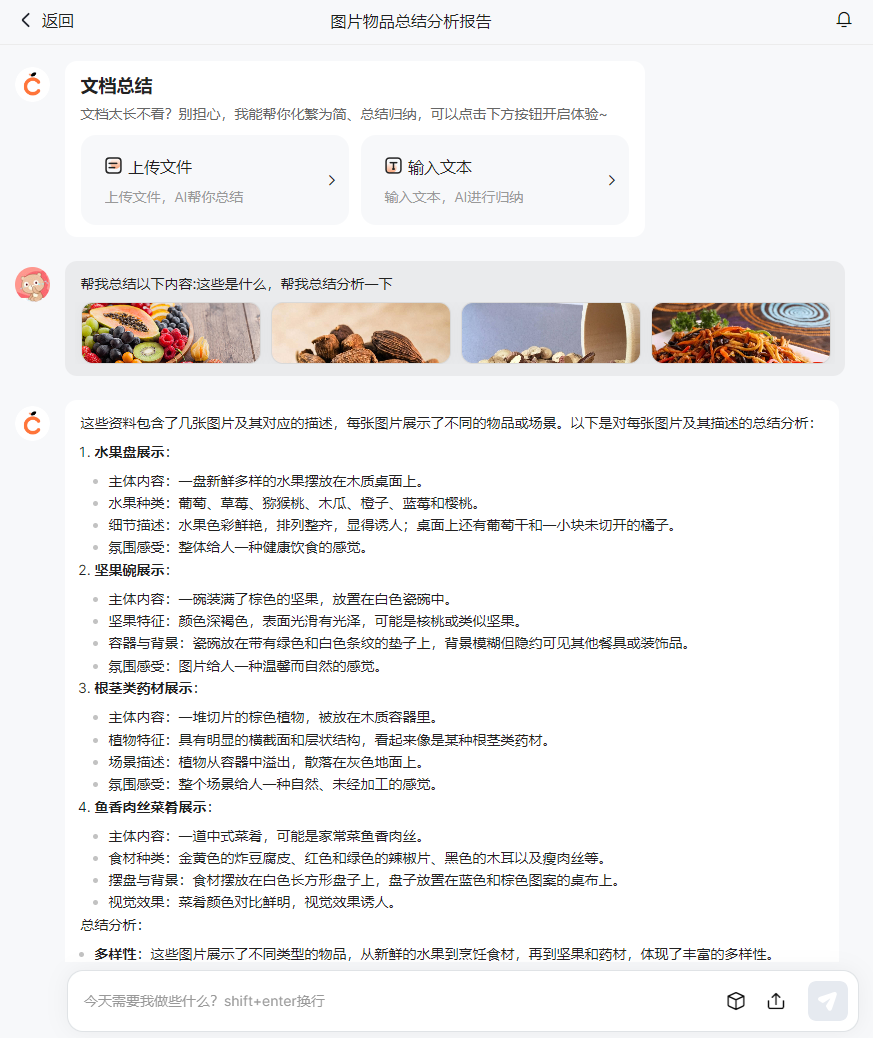 返回
图片物品总结分析报告
文档总结
文档太长不看？别担心，我能帮你化繁为简、总结归纳，可以点击下方按钮开启体验~
上传文件
上传文件，AI帮你总结
输入文本
输入文本，AI进行归纳
帮我总结以下内容:这些是什么，帮我总结分析一下
这些资料包含了几张图片及其对应的描述，每张图片展示了不同的物品或场景。以下是对每张图片及其描述的总结分析：
1. 水果盘展示：
主体内容：一盘新鲜多样的水果摆放在木质桌面上。
水果种类：葡萄、草莓、猕猴桃、木瓜、橙子、蓝莓和樱桃。
细节描述：水果色彩鲜艳，排列整齐，显得诱人；桌面上还有葡萄干和一小块未切开的橘子。
氛围感受：整体给人一种健康饮食的感觉。
2. 坚果碗展示：
主体内容：一碗装满了棕色的坚果，放置在白色瓷碗中。
坚果特征：颜色深褐色，表面光滑有光泽，可能是核桃或类似坚果。
容器与背景：瓷碗放在带有绿色和白色条纹的垫子上，背景模糊但隐约可见其他餐具或装饰品。
氛围感受：图片给人一种温馨而自然的感觉。
3. 根茎类药材展示：
主体内容：一堆切片的棕色植物，被放在木质容器里。
植物特征：具有明显的横截面和层状结构，看起来像是某种根茎类药材。
场景描述：植物从容器中溢出，散落在灰色地面上。
氛围感受：整个场景给人一种自然、未经加工的感觉。
4. 鱼香肉丝菜肴展示：
主体内容：一道中式菜肴，可能是家常菜鱼香肉丝。
食材种类：金黄色的炸豆腐皮、红色和绿色的辣椒片、黑色的木耳以及瘦肉丝等。
摆盘与背景：食材摆放在白色长方形盘子上，盘子放置在蓝色和棕色图案的桌布上。
视觉效果：菜肴颜色对比鲜明，视觉效果诱人。
总结分析：
多样性：这些图片展示了不同类型的物品，从新鲜的水果到烹饪食材，再到坚果和药材，体现了丰富的多样性。
今天需要我做些什么？shift+enter换行